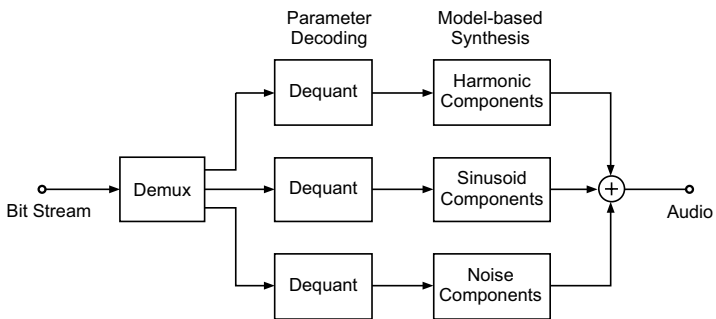 Parameter
Decoding
Model-based
Synthesis
Dequant
Harmonic
Components
Bit Stream
Demux
Dequant
Sinusoid
Components
+
Audio
Dequant
Noise
Components